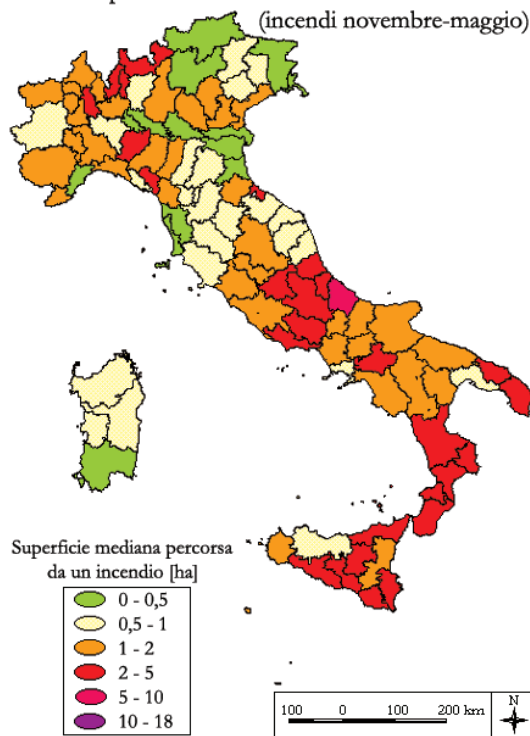 (incendi novembre-maggio)
Superficie mediana percorsa
da un incendio [ha]
0 - 0,5
0,5 - 1
1 - 2
2 - 5
5 - 10
10 - 18
100 0 100 200 km
N